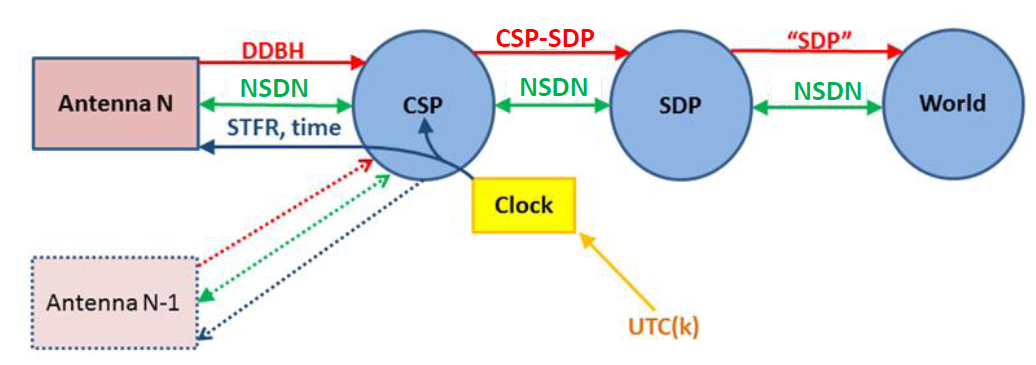 DDBH
CSP-SDP
“SDP”
Antenna N
NSDN
CSP
NSDN
SDP
NSDN
World
STFR, time
Clock
Antenna N-1
UTC(k)